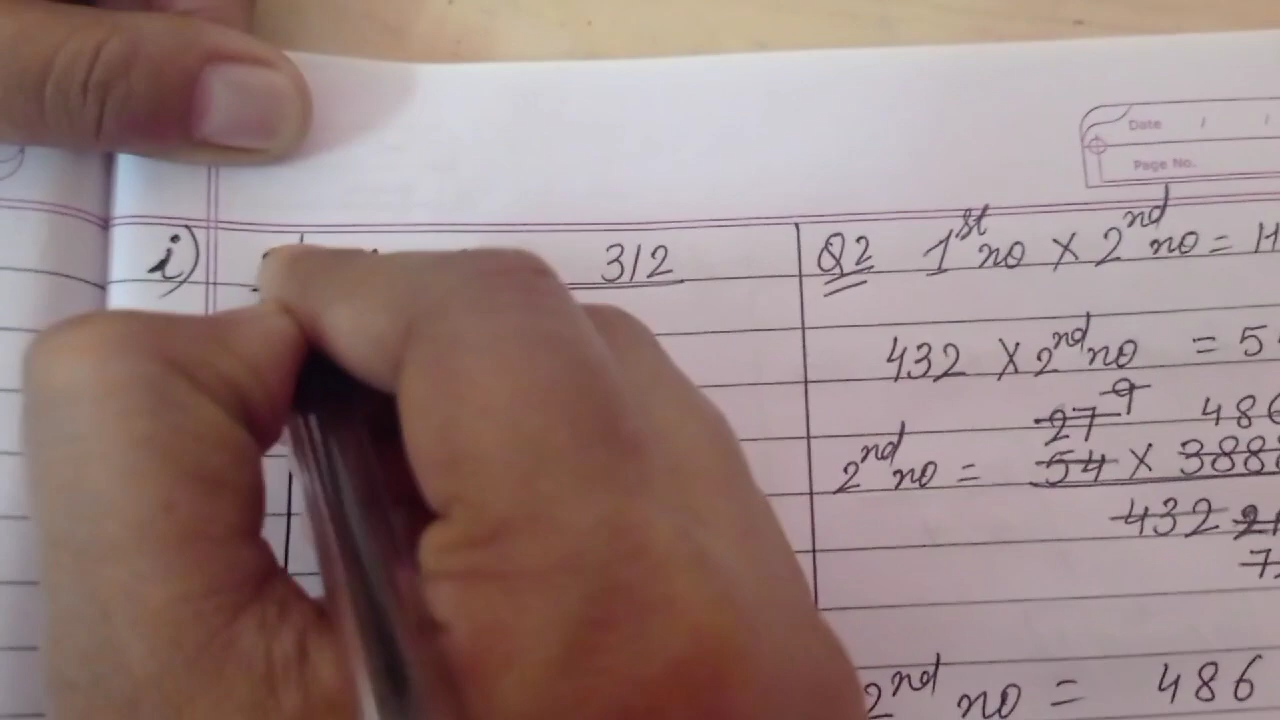 Date / /
Page No.
i) 312
Q2 1st no × 2nd no = H
432 × 2nd no = 5
27 9 486
2nd no = 54 × 388
432 2
7
2nd no = 486